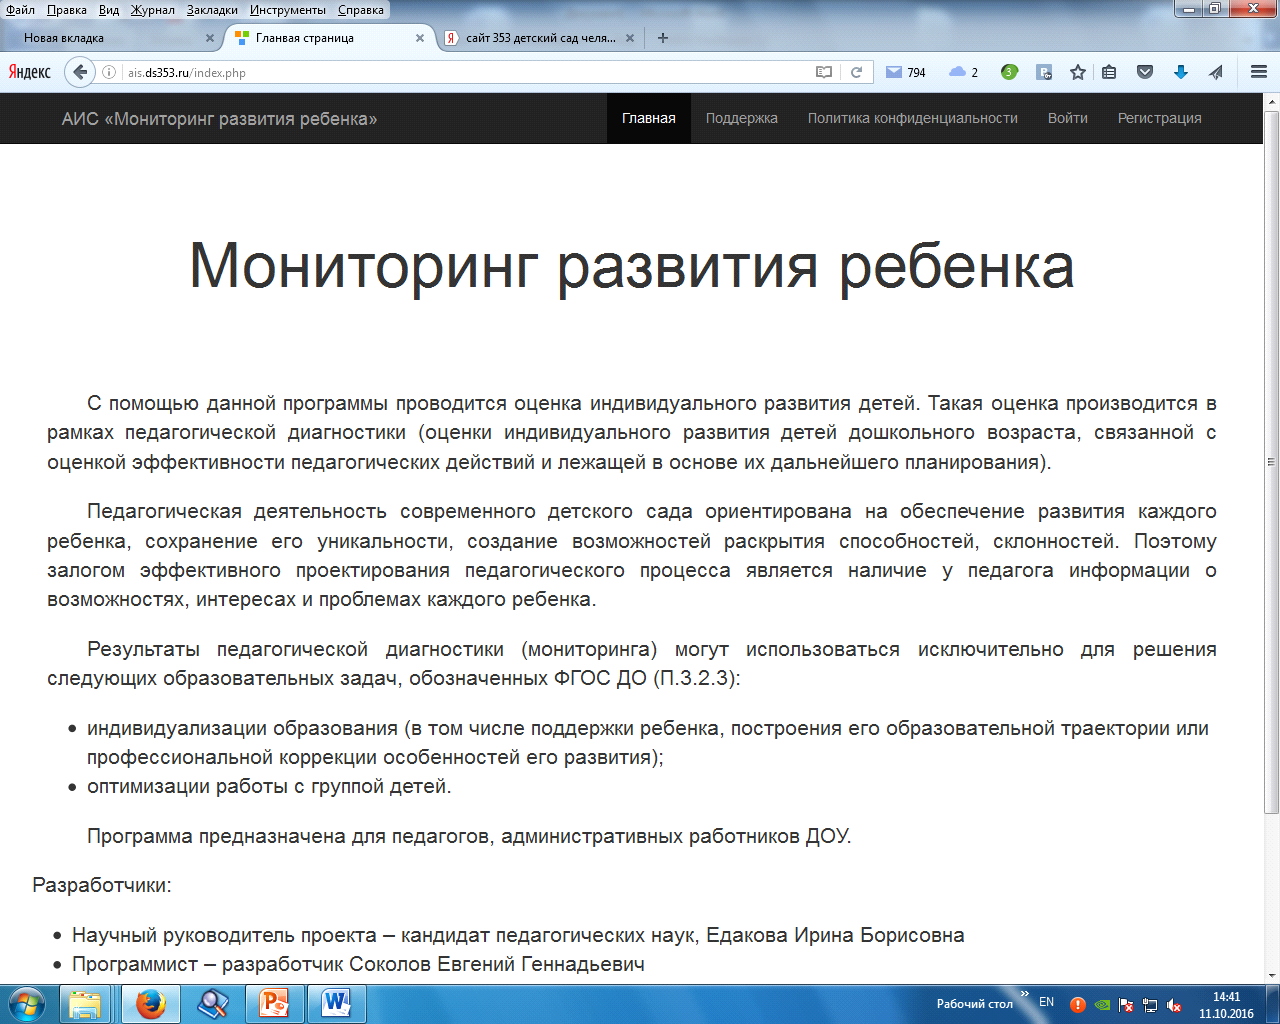 Файл Правка Вид Журнал Закладки Инструменты Справка
Новая вкладка
Гланвая страница
сайт 353 детский сад челя...
Яндекс
ais.ds353.ru/index.php
794
2
3
АИС «Мониторинг развития ребенка»
Главная
Поддержка
Политика конфиденциальности
Войти
Регистрация
Мониторинг развития ребенка
С помощью данной программы проводится оценка индивидуального развития детей. Такая оценка производится в
рамках педагогической диагностики (оценки индивидуального развития детей дошкольного возраста, связанной с
оценкой эффективности педагогических действий и лежащей в основе их дальнейшего планирования).
Педагогическая деятельность современного детского сада ориентирована на обеспечение развития каждого
ребенка, сохранение его уникальности, создание возможностей раскрытия способностей, склонностей. Поэтому
залогом эффективного проектирования педагогического процесса является наличие у педагога информации о
возможностях, интересах и проблемах каждого ребенка.
Результаты педагогической диагностики (мониторинга) могут использоваться исключительно для решения
следующих образовательных задач, обозначенных ФГОС ДО (П.3.2.3):
индивидуализации образования (в том числе поддержки ребенка, построения его образовательной траектории или
профессиональной коррекции особенностей его развития);
оптимизации работы с группой детей.
Программа предназначена для педагогов, административных работников ДОУ.
Разработчики:
Научный руководитель проекта – кандидат педагогических наук, Едакова Ирина Борисовна
Программист – разработчик Соколов Евгений Геннадьевич
Рабочий стол
EN
14:41
11.10.2016